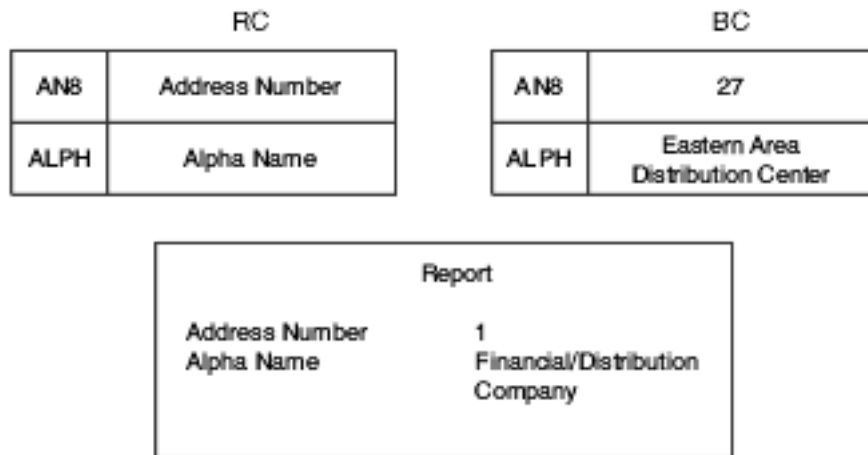 RC
AN8 Address Number
ALPH Alpha Name
BC
AN8 27
ALPH Eastern Area
Distribution Center
Report
Address Number 1
Alpha Name Financial/Distribution
Company